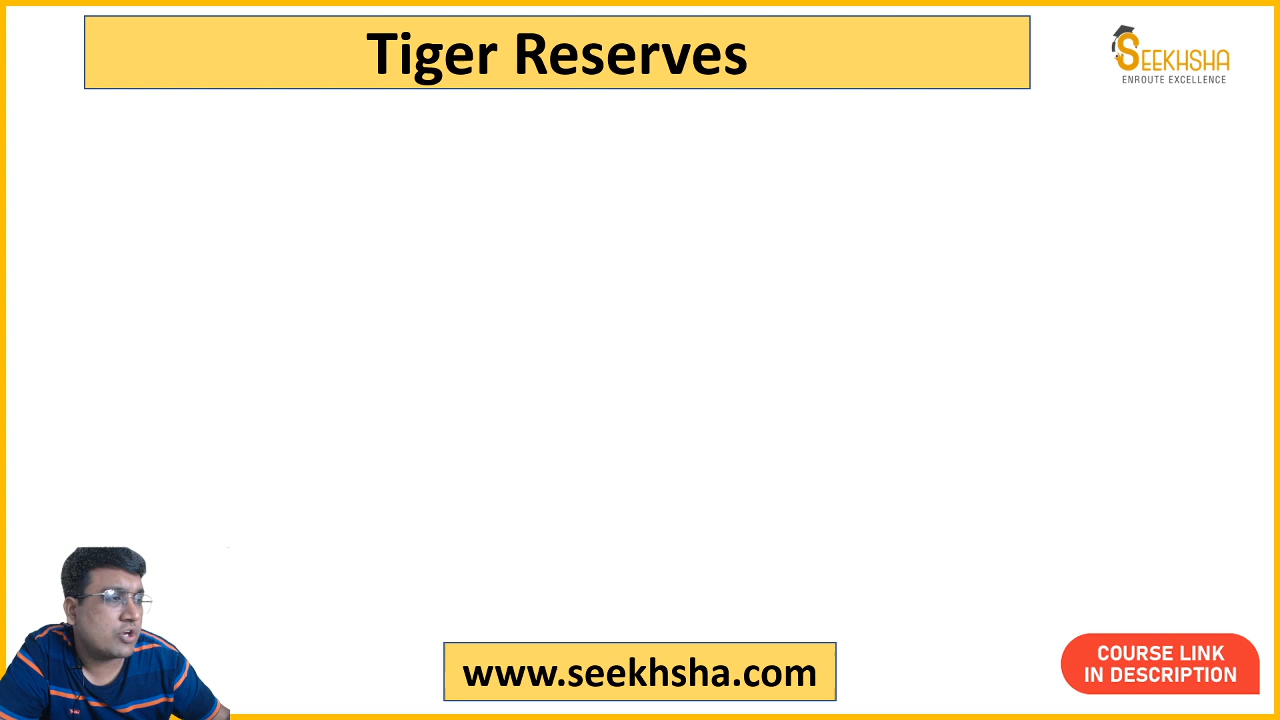 Tiger Reserves
SEEKHSHA
ENROUTE EXCELLENCE
www.seekhsha.com
COURSE LINK
IN DESCRIPTION